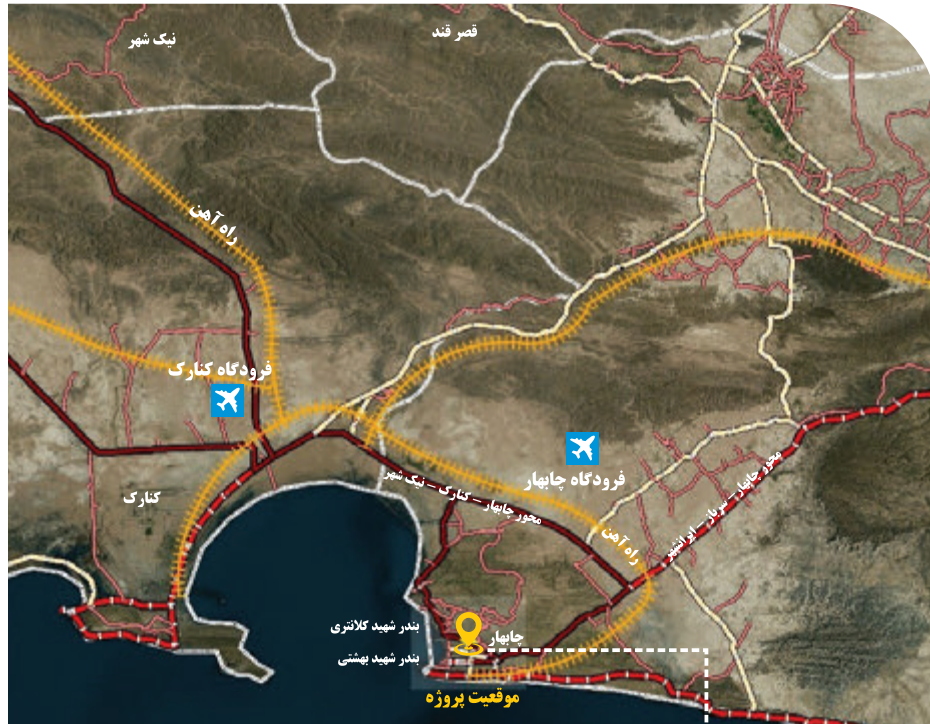 نیک شهر
قصر قند
راه آهن
فرودگاه کنارک
فرودگاه چابهار
محور چابهار - سرباز - ایرانشهر
محور چابهار - کنارک - نیک شهر
کنارک
راه آهن
بندر شهید کلانتری
چابهار
بندر شهید بهشتی
موقعیت پروژه